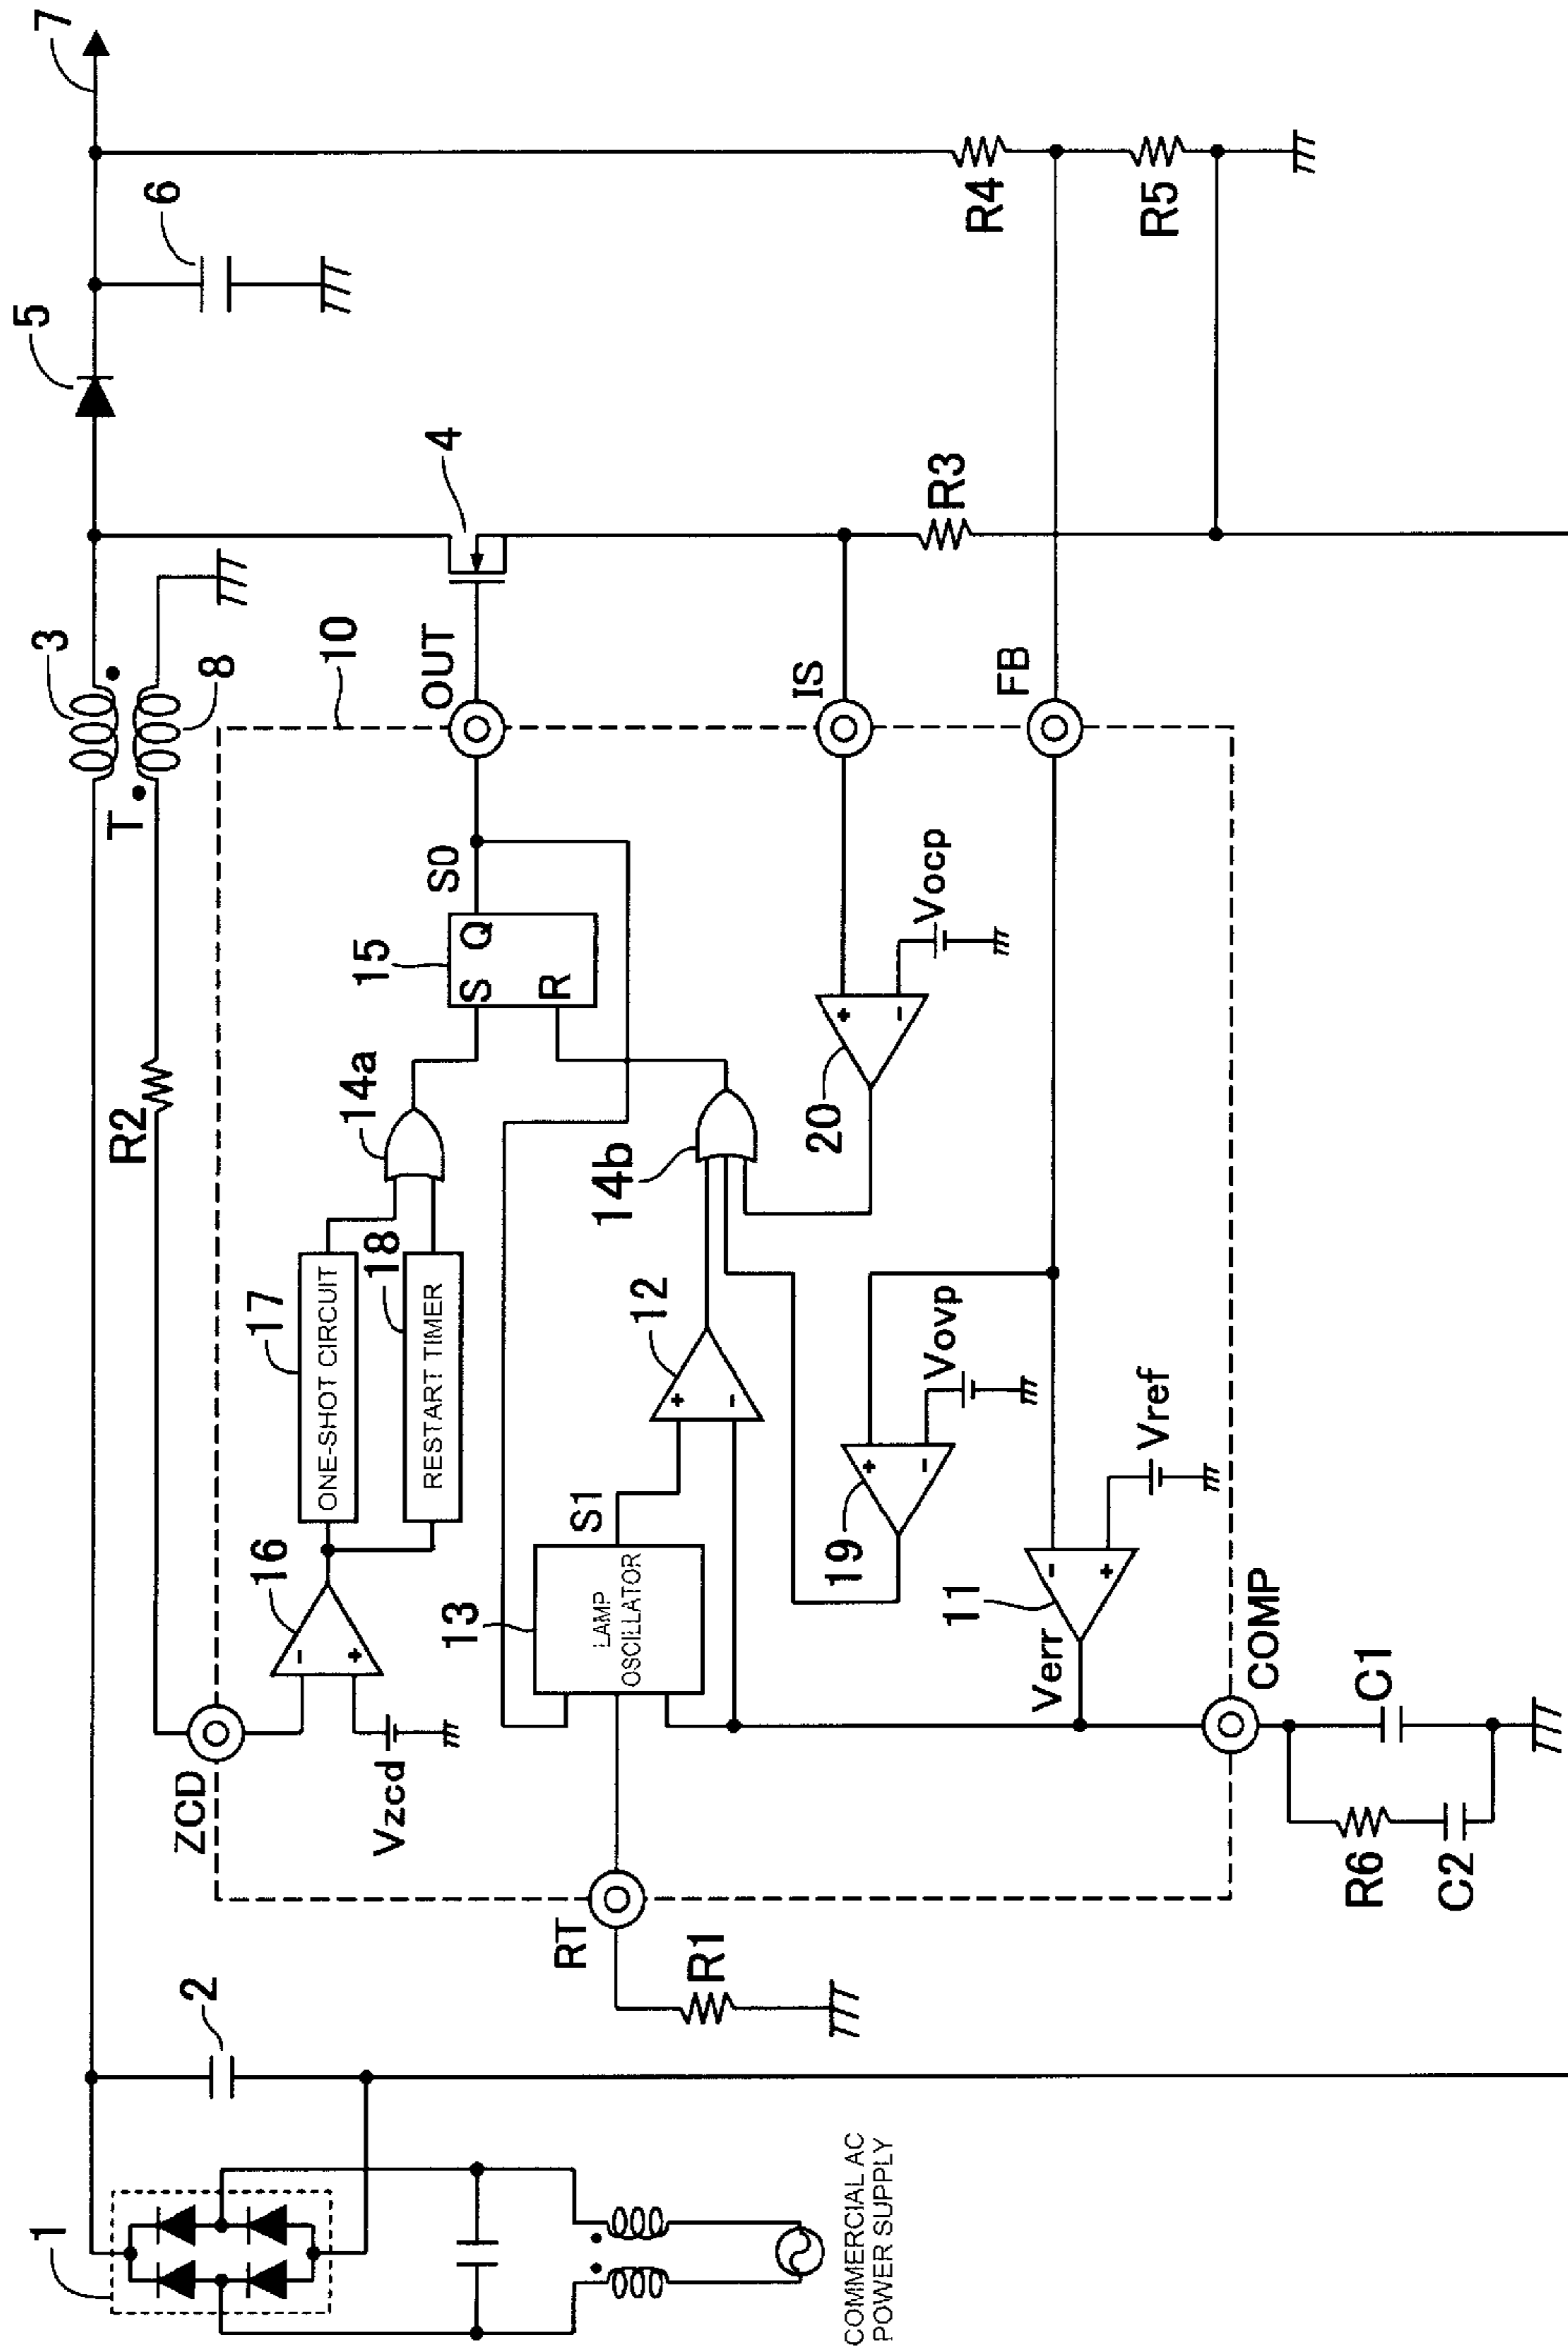 1
COMMERCIAL AC
POWER SUPPLY
2
RT
R1
ZCD
Vzcd
16
17
ONE-SHOT CIRCUIT
18
RESTART TIMER
14a
15
S
Q
R
S0
OUT
10
R2
T
3
8
4
5
6
7
13
LAMP
OSCILLATOR
S1
12
+
-
14b
19
Vovp
20
Vocp
IS
FB
R3
R4
R5
11
Verr
Vref
COMP
C1
R6
C2
-
+
+
-
+
-
-
+